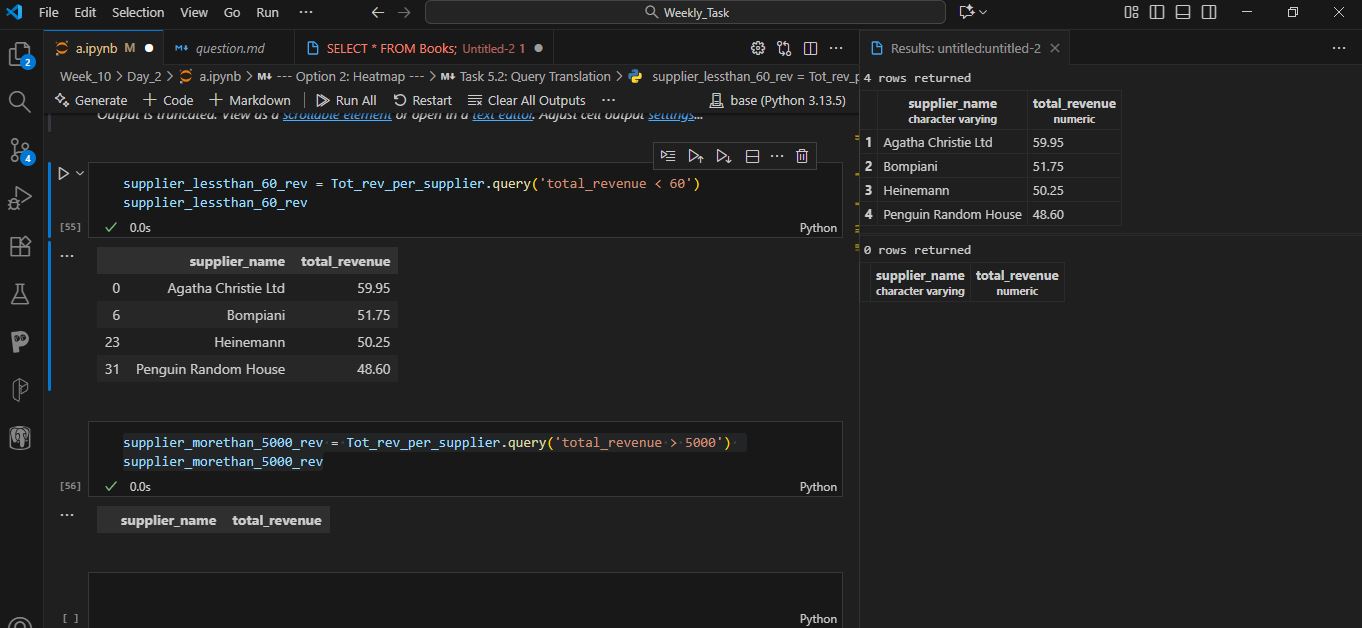 File Edit Selection View Go Run ··· Weekly_Task
a.ipynb M question.md SELECT * FROM Books; Untitled-2 1 ···
Week_10 > Day_2 > a.ipynb > M↓ --- Option 2: Heatmap --- > M↓ Task 5.2: Query Translation > supplier_lessthan_60_rev = Tot_rev_p
Generate + Code + Markdown Run All Restart Clear All Outputs ··· base (Python 3.13.5)
Output is truncated. View as a scrollable element or open in a text editor. Adjust cell output settings...
supplier_lessthan_60_rev = Tot_rev_per_supplier.query('total_revenue < 60')
supplier_lessthan_60_rev
[55] 0.0s Python
supplier_name total_revenue
0 Agatha Christie Ltd 59.95
6 Bompiani 51.75
23 Heinemann 50.25
31 Penguin Random House 48.60
supplier_morethan_5000_rev = Tot_rev_per_supplier.query('total_revenue > 5000')
supplier_morethan_5000_rev
[56] 0.0s Python
supplier_name total_revenue
[ ] Python
2
4
Results: untitled:untitled-2 ···
4 rows returned
supplier_name total_revenue
character varying numeric
1 Agatha Christie Ltd 59.95
2 Bompiani 51.75
3 Heinemann 50.25
4 Penguin Random House 48.60
0 rows returned
supplier_name total_revenue
character varying numeric